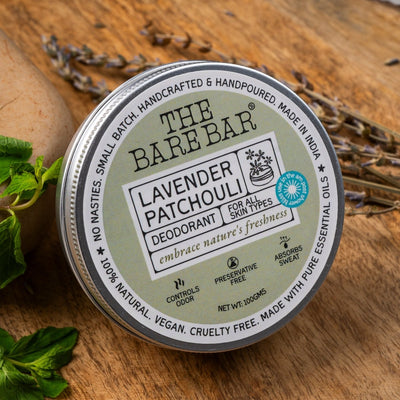 NO NASTIES. SMALL BATCH. HANDCRAFTED & HANDPOURED. MADE IN INDIA
THE
BARE BAR
LAVENDER
PATCHOULI
DEODORANT
FOR ALL
SKIN TYPES
embrace nature's freshness
CONTROLS
ODOR
PRESERVATIVE
FREE
ABSORBS
SWEAT
NET WT: 100GMS
100% NATURAL. VEGAN. CRUELTY FREE. MADE WITH PURE ESSENTIAL OILS